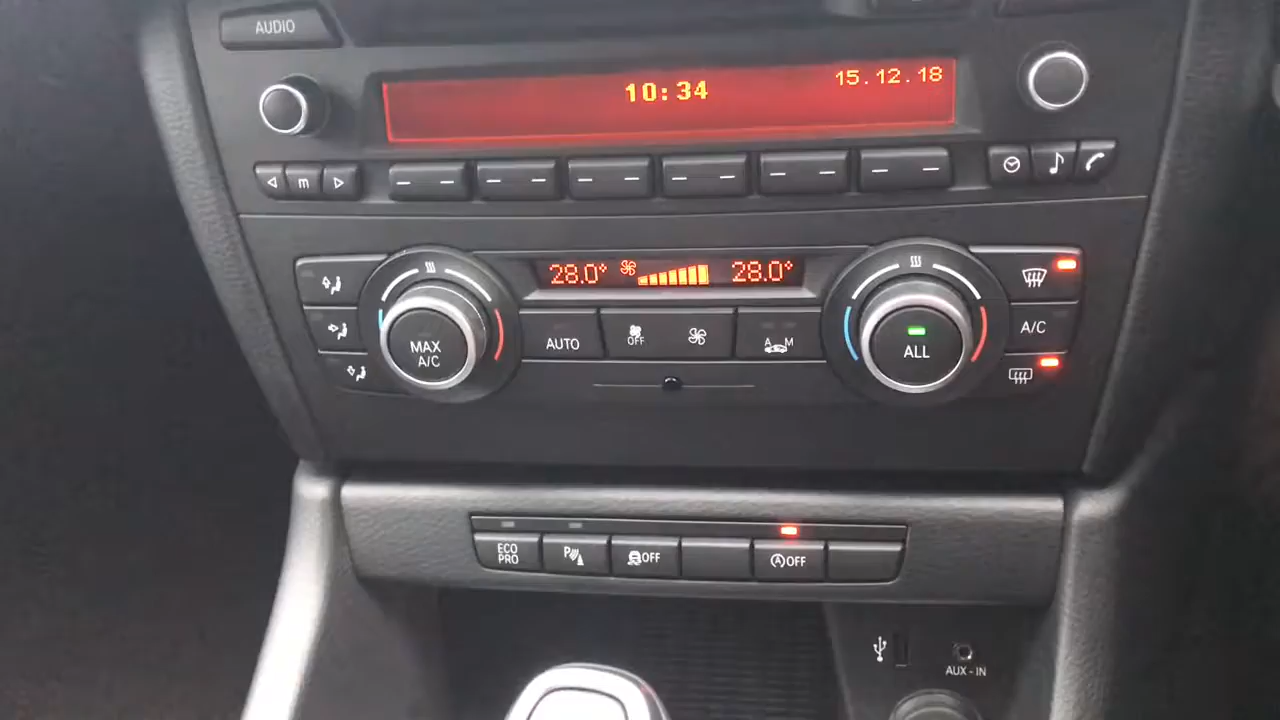 AUDIO
10:34
15.12.18
m
28.0°
28.0°
MAX
A/C
AUTO
OFF
A M
ALL
A/C
ECO
PRO
P
OFF
A OFF
AUX-IN